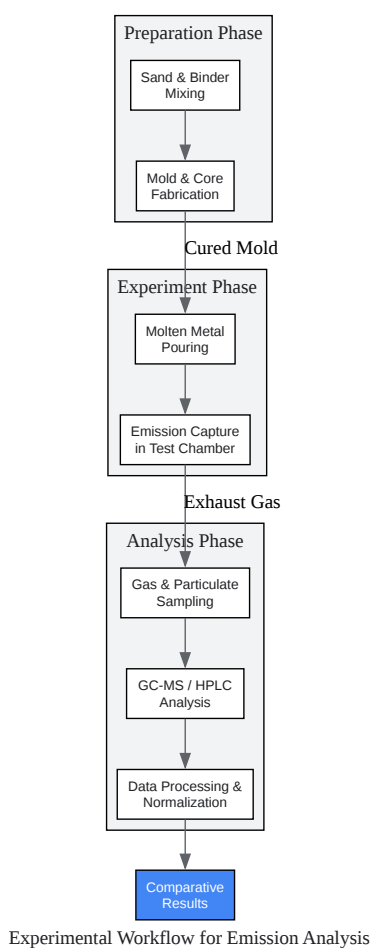 Preparation Phase
Sand & Binder
Mixing
Mold & Core
Fabrication
Cured Mold
Experiment Phase
Molten Metal
Pouring
Emission Capture
in Test Chamber
Exhaust Gas
Analysis Phase
Gas & Particulate
Sampling
GC-MS / HPLC
Analysis
Data Processing &
Normalization
Comparative
Results
Experimental Workflow for Emission Analysis